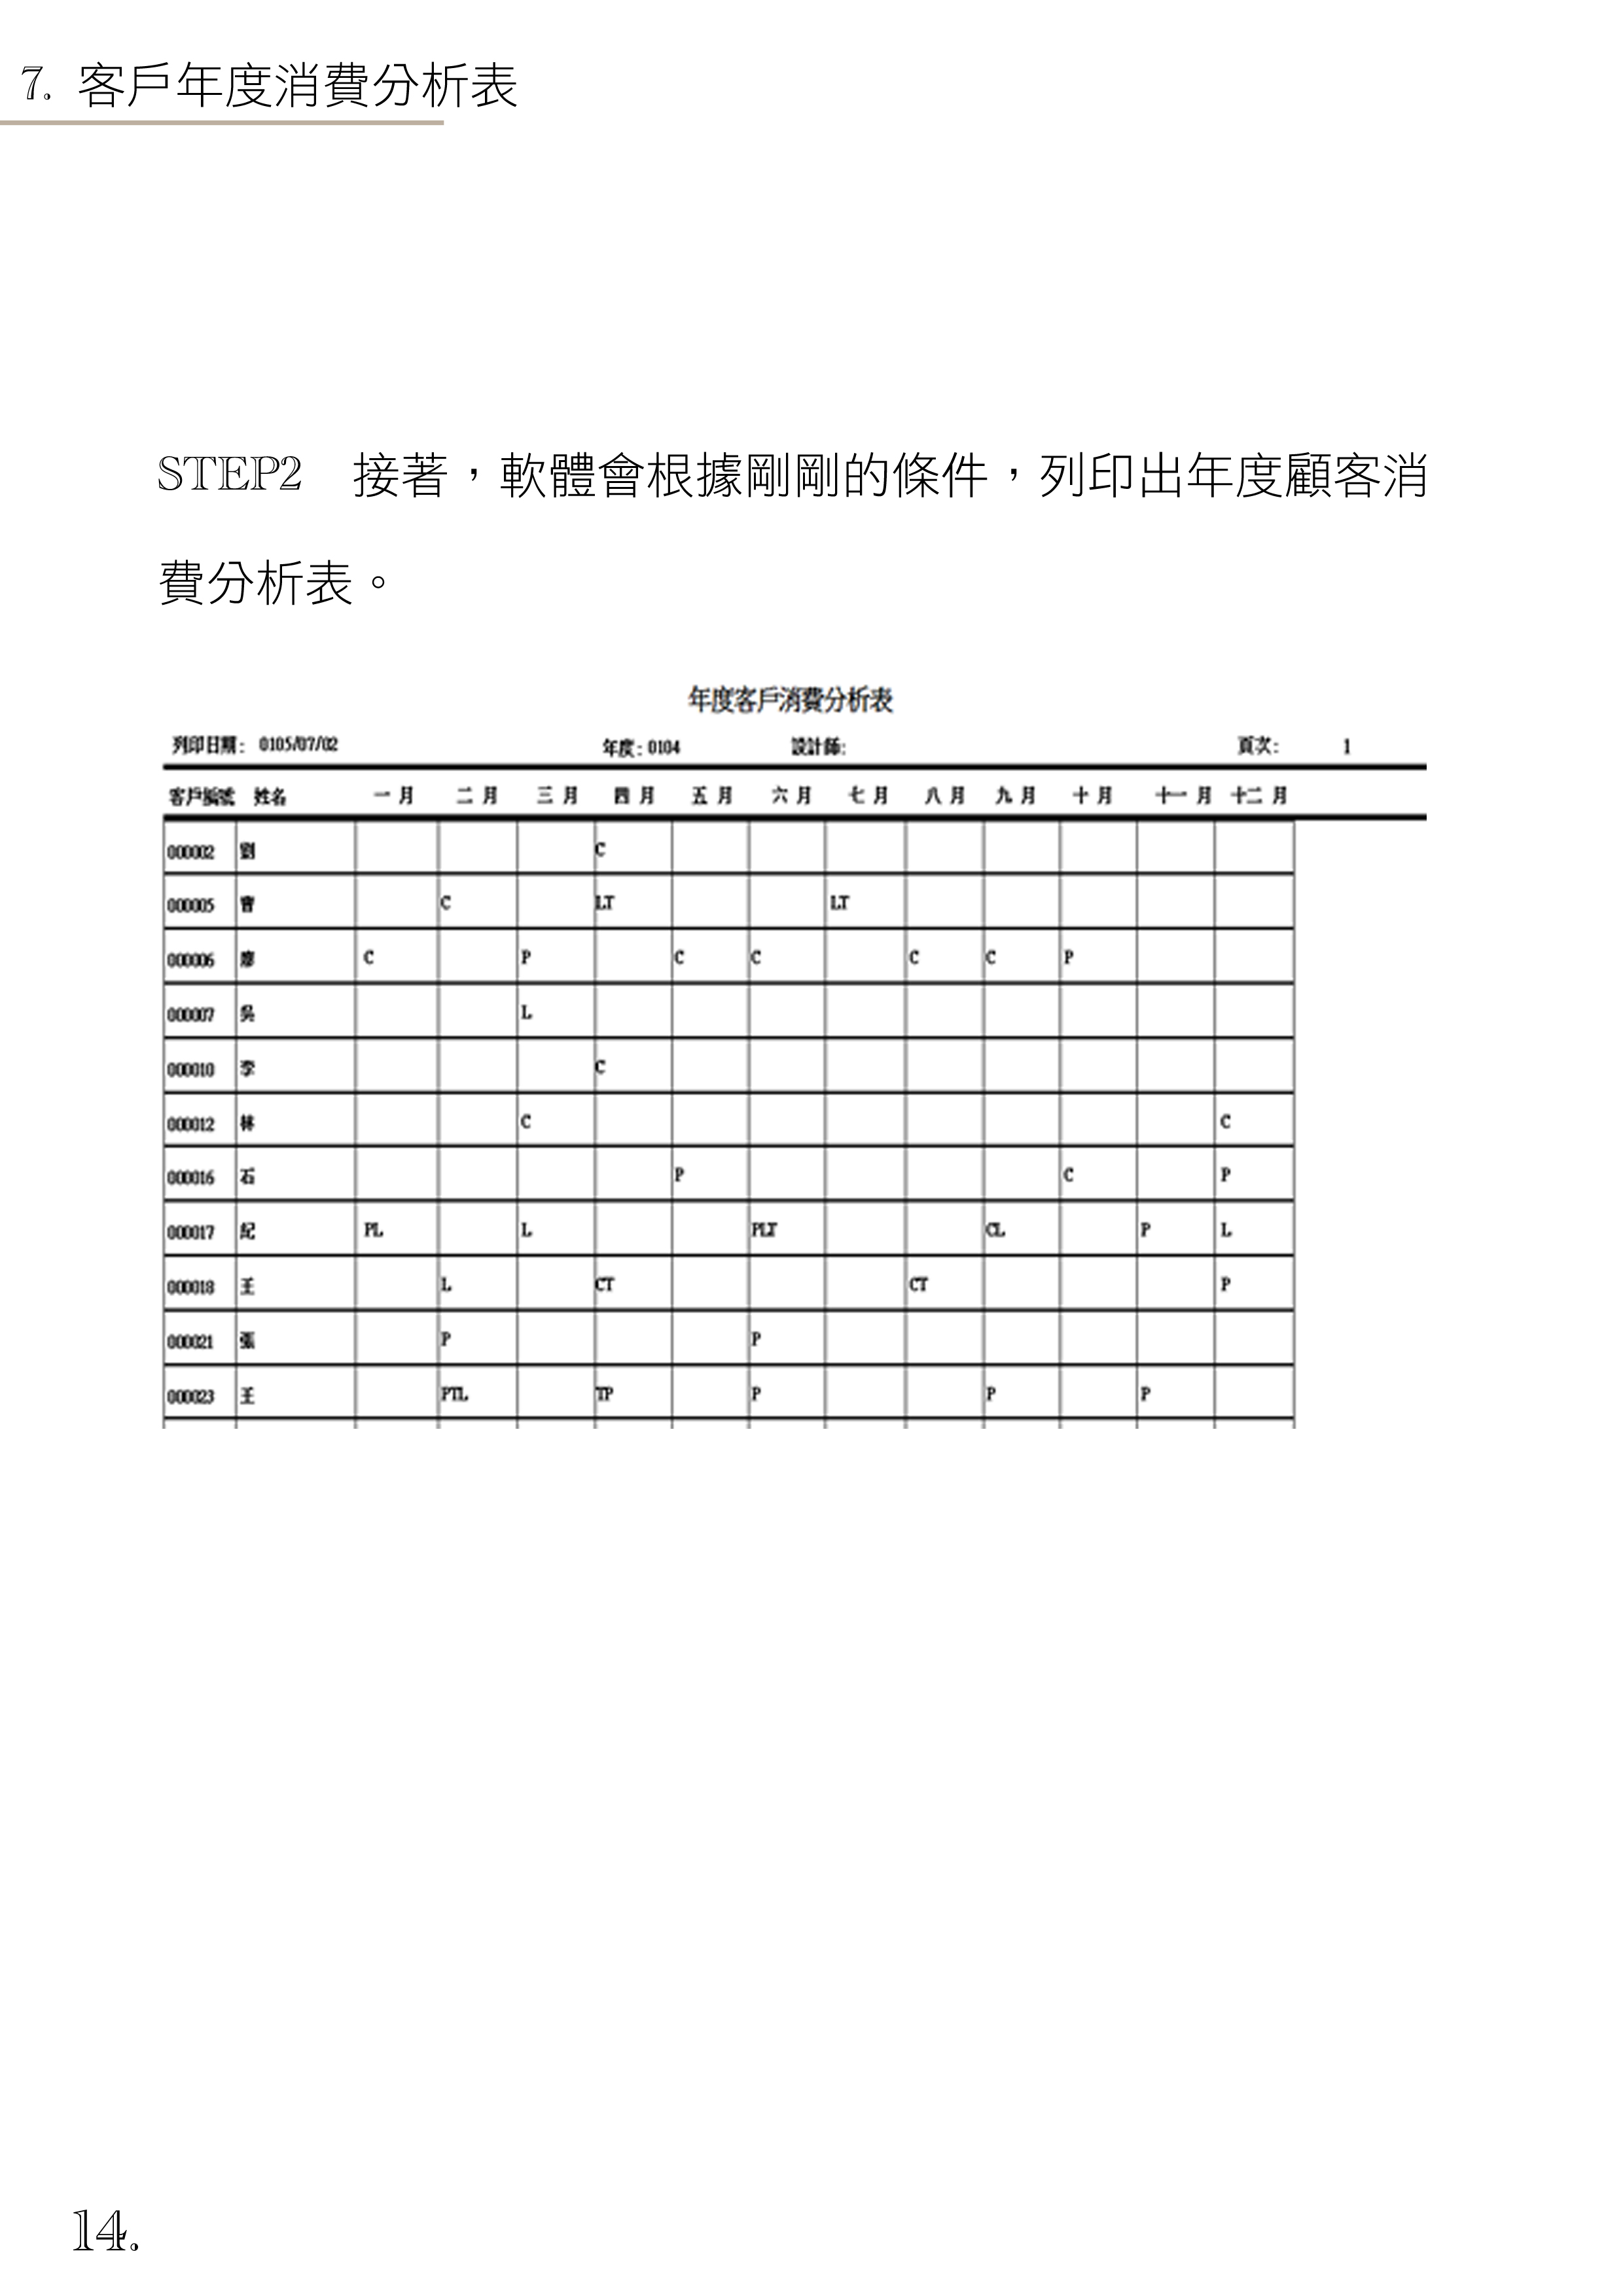 7. 客戶年度消費分析表
STEP2 接著，軟體會根據剛剛的條件，列印出年度顧客消
費分析表。
年度客戶消費分析表
列印日期: 0105/07/02 年度: 0104 設計師: 頁次: 1
客戶編號 姓名 一 月 二 月 三 月 四 月 五 月 六 月 七 月 八 月 九 月 十 月 十一 月 十二 月
000002 劉 C
000005 曾 C LT LT
000006 廖 C P C C C C P
000007 吳 L
000010 李 C
000012 林 C C
000016 石 P C P
000017 紀 PL L PLT CL P L
000018 王 L CT CT P
000021 張 P P
000023 王 PTL TP P P P
14.